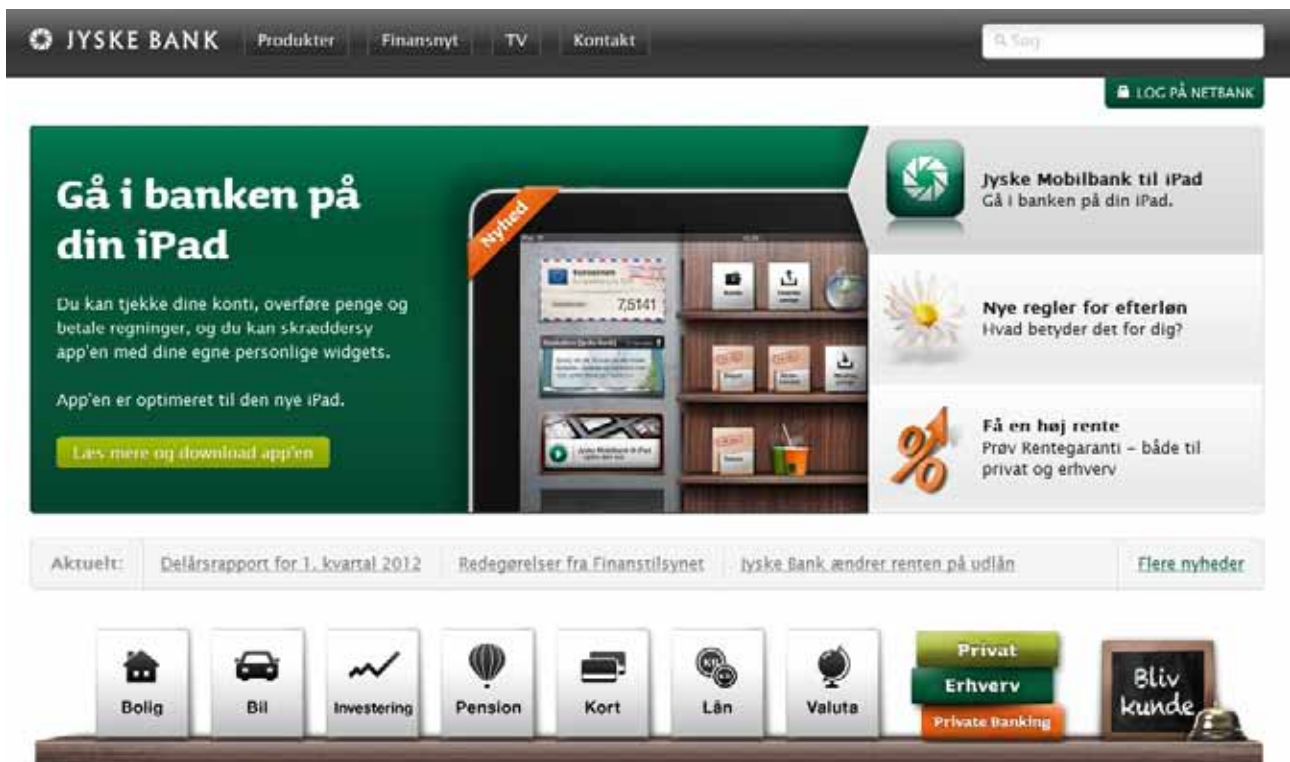 JYSKE BANK
Produkter
Finansnyt
TV
Kontakt
Søg
LOG PÅ NETBANK
Gå i banken på
din iPad
Du kan tjekke dine konti, overføre penge og
betale regninger, og du kan skræddersy
app'en med dine egne personlige widgets.
App'en er optimeret til den nye iPad.
Læs mere og download app'en
Nyhed
7,5141
Jyske Mobilbank til iPad
Gå i banken på din iPad.
Nye regler for efterløn
Hvad betyder det for dig?
Få en høj rente
Prøv Rentegaranti – både til
privat og erhverv
Aktuelt:
Delårsrapport for 1. kvartal 2012
Redegørelser fra Finanstilsynet
Jyske Bank ændrer renten på udlån
Flere nyheder
Bolig
Bil
Investering
Pension
Kort
Lån
Valuta
Privat
Erhverv
Private Banking
Bliv
kunde